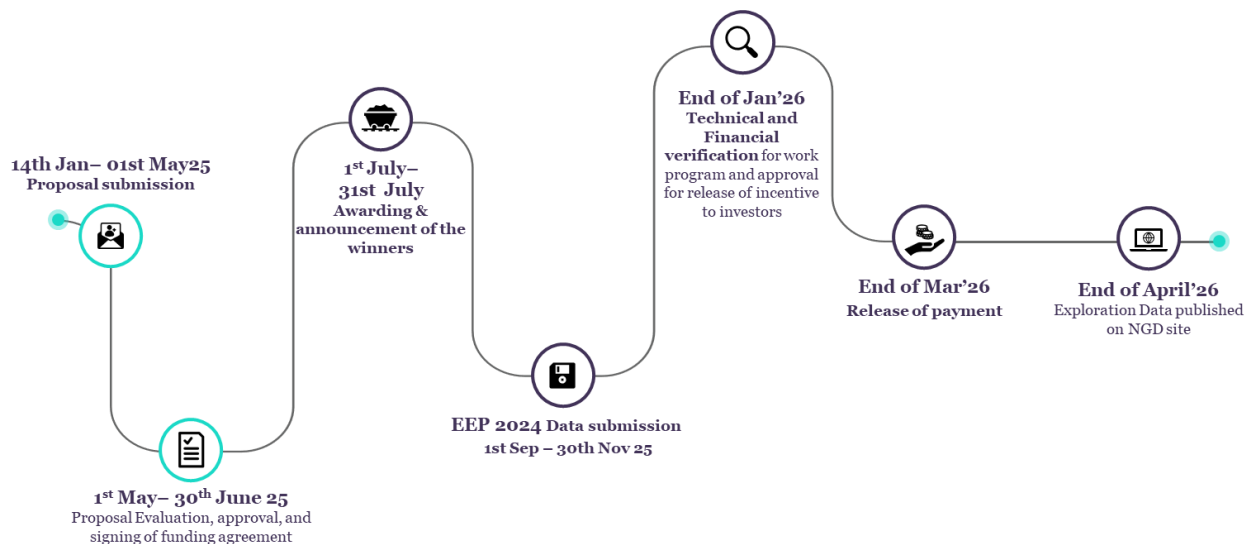 14th Jan– 01st May25
Proposal submission
1st May– 30th June 25
Proposal Evaluation, approval, and
signing of funding agreement
1st July–
31st July
Awarding &
announcement of the
winners
EEP 2024 Data submission
1st Sep – 30th Nov 25
End of Jan’26
Technical and
Financial
verification for work
program and approval
for release of incentive
to investors
End of Mar’26
Release of payment
End of April’26
Exploration Data published
on NGD site